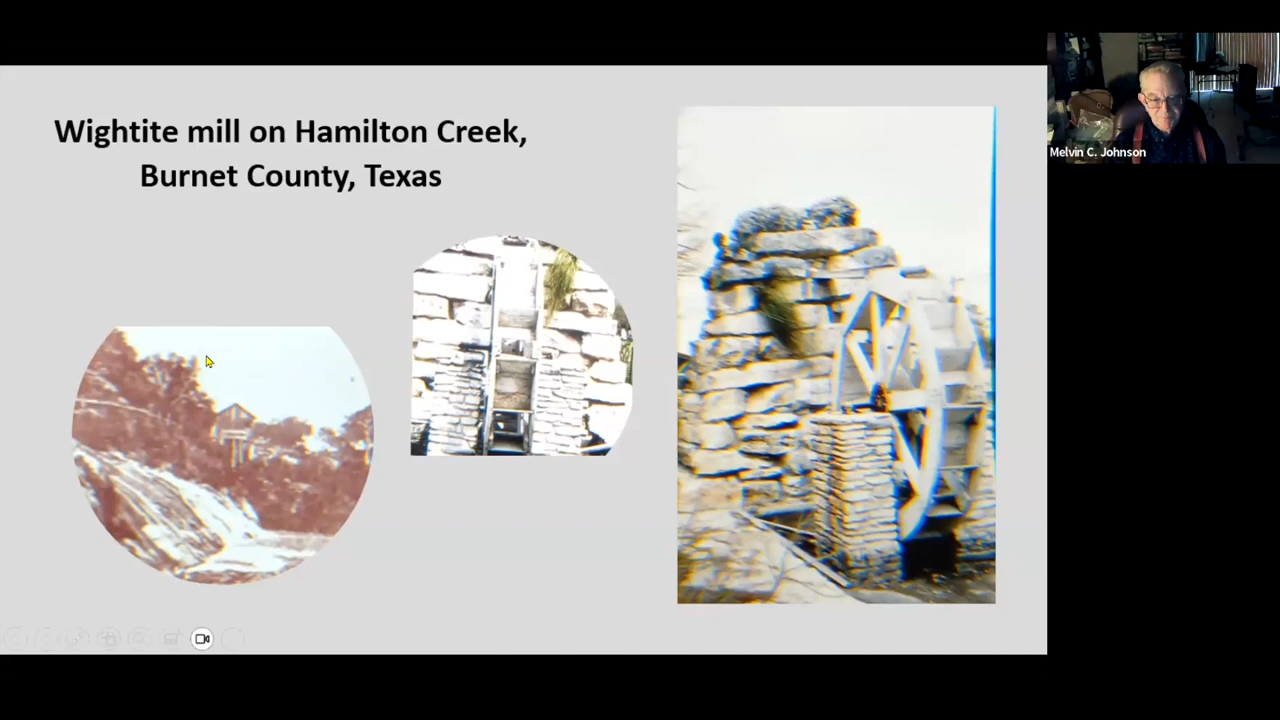 Wightite mill on Hamilton Creek,
Burnet County, Texas
Melvin C. Johnson